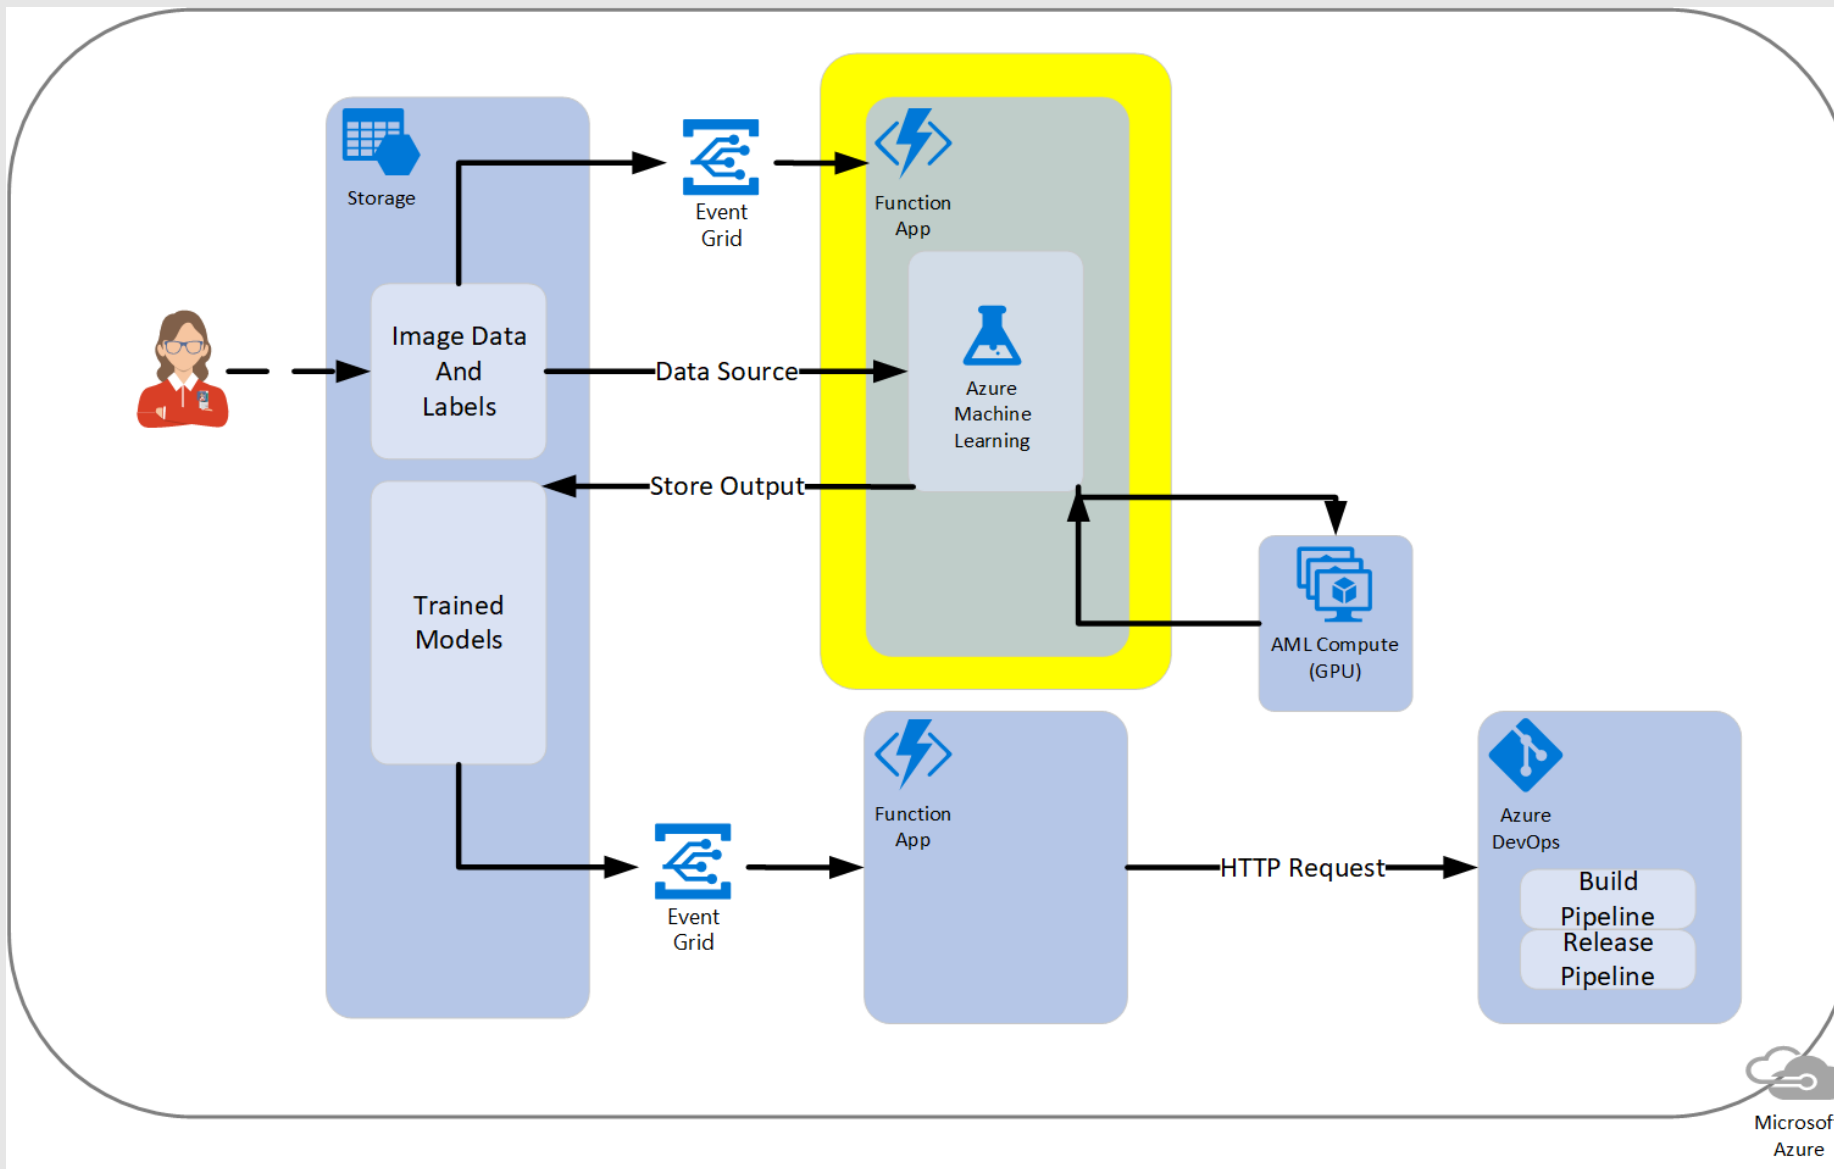 Storage
Event
Grid
Function
App
Image Data
And
Labels
Data Source
Azure
Machine
Learning
Store Output
Trained
Models
AML Compute
(GPU)
Event
Grid
Function
App
HTTP Request
Azure
DevOps
Build
Pipeline
Release
Pipeline
Microsof
Azure